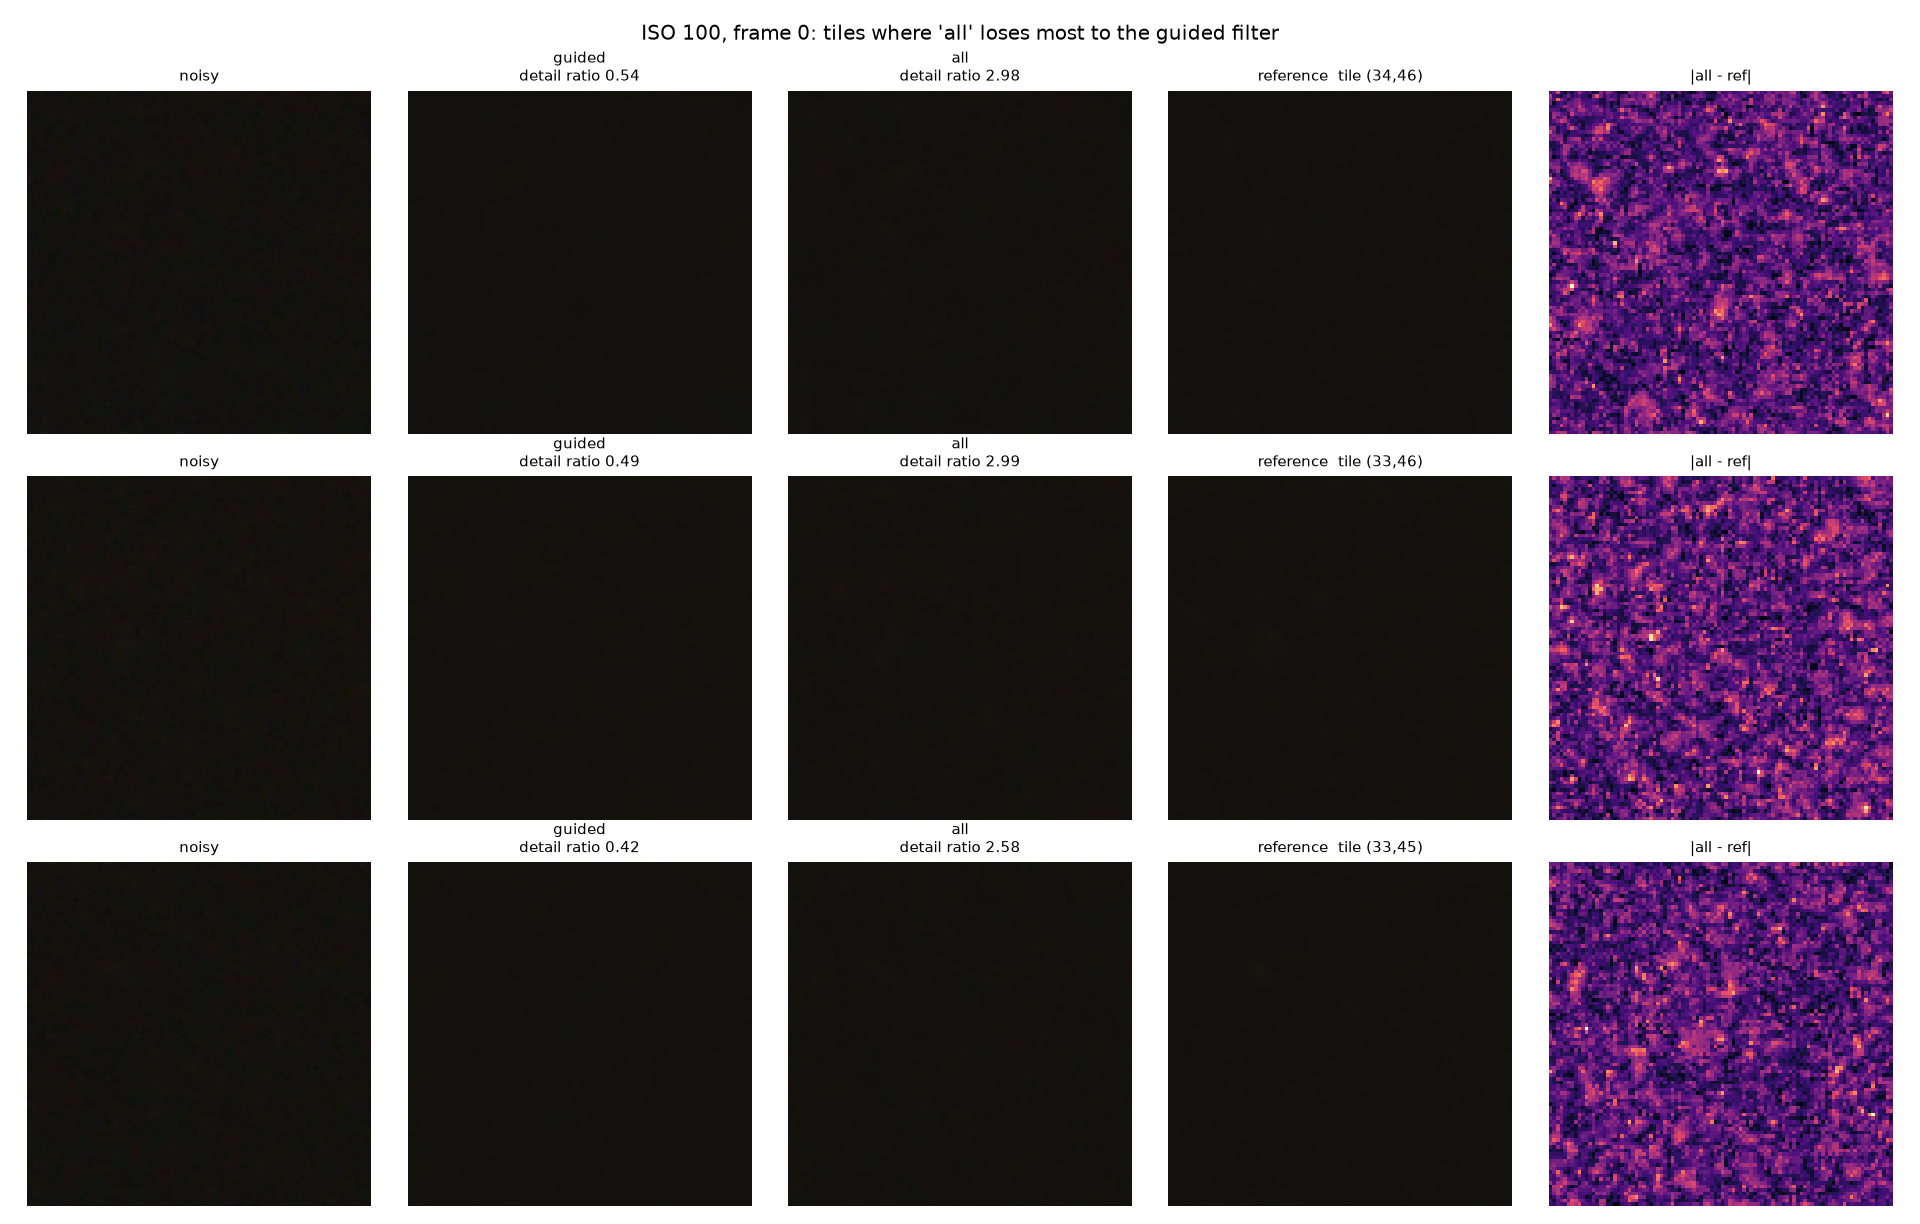 ISO 100, frame 0: tiles where 'all' loses most to the guided filter
noisy
guided
detail ratio 0.54
all
detail ratio 2.98
reference  tile (34,46)
|all - ref|
noisy
guided
detail ratio 0.49
all
detail ratio 2.99
reference  tile (33,46)
|all - ref|
noisy
guided
detail ratio 0.42
all
detail ratio 2.58
reference  tile (33,45)
|all - ref|